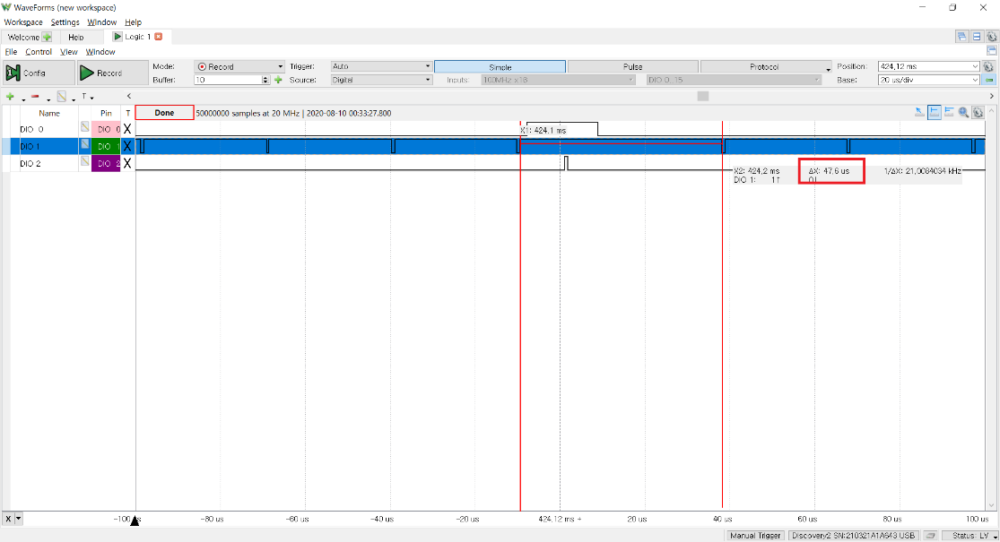 WaveForms (new workspace)
Workspace Settings Window Help
Welcome Help Logic 1
File Control View Window
Config Record Mode: Record Trigger: Auto Simple Pulse Protocol Position: 424,12 ms
Buffer: 10 Source: Digital Inputs: 100MHz x16 DIO 0..15 Base: 20 us/div
T
Name Pin T Done 50000000 samples at 20 MHz | 2020-08-10 00:33:27.800
DIO 0 DIO 0 X X1: 424,1 ms
DIO 1 DIO 1 X
DIO 2 DIO 2 X
X2: 424,2 ms ΔX: 47,6 us 1/ΔX: 21,0084034 kHz
DIO 1: 1↑ 0↓
X -100 us -80 us -60 us -40 us -20 us 424,12 ms + 20 us 40 us 60 us 80 us 100 us
Manual Trigger Discovery2 SN:210321A1A643 USB Status: LV